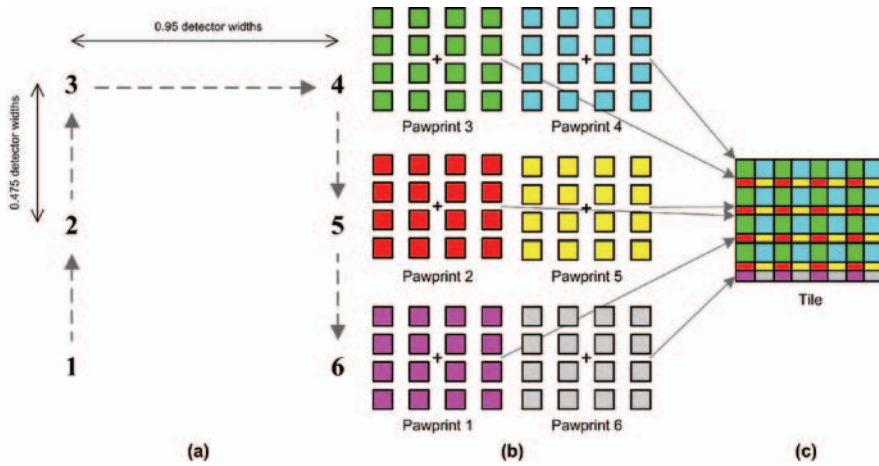 0.95 detector widths
3
4
0.475 detector widths
2
5
1
6
+
+
Pawprint 3
Pawprint 4
+
+
Pawprint 2
Pawprint 5
+
+
Pawprint 1
Pawprint 6
Tile
(a)
(b)
(c)